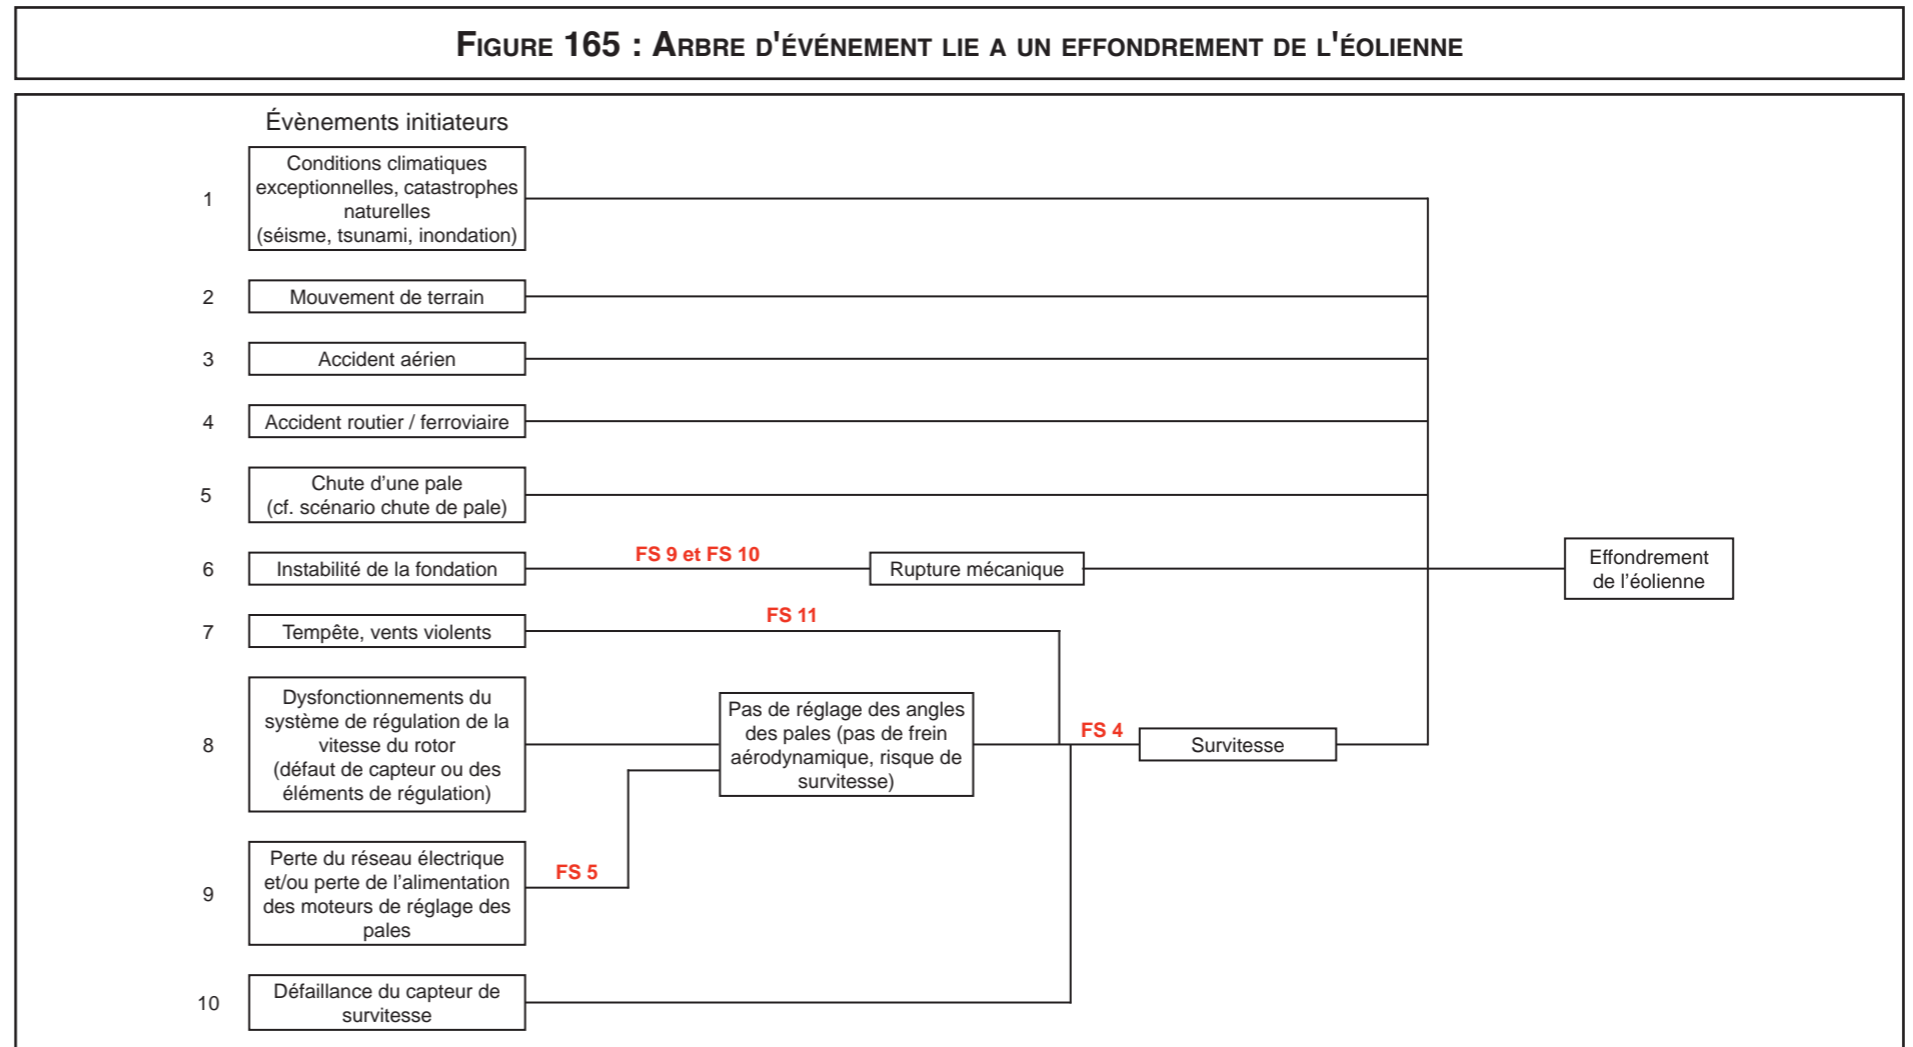 FIGURE 165 : ARBRE D'ÉVÉNEMENT LIE A UN EFFONDREMENT DE L'ÉOLIENNE
Évènements initiateurs
1
Conditions climatiques
exceptionnelles, catastrophes
naturelles
(séisme, tsunami, inondation)
2
Mouvement de terrain
3
Accident aérien
4
Accident routier / ferroviaire
5
Chute d’une pale
(cf. scénario chute de pale)
6
Instabilité de la fondation
FS 9 et FS 10
Rupture mécanique
Effondrement
de l’éolienne
7
Tempête, vents violents
FS 11
8
Dysfonctionnements du
système de régulation de la
vitesse du rotor
(défaut de capteur ou des
éléments de régulation)
Pas de réglage des angles
des pales (pas de frein
aérodynamique, risque de
survitesse)
FS 4
Survitesse
9
Perte du réseau électrique
et/ou perte de l’alimentation
des moteurs de réglage des
pales
FS 5
10
Défaillance du capteur de
survitesse